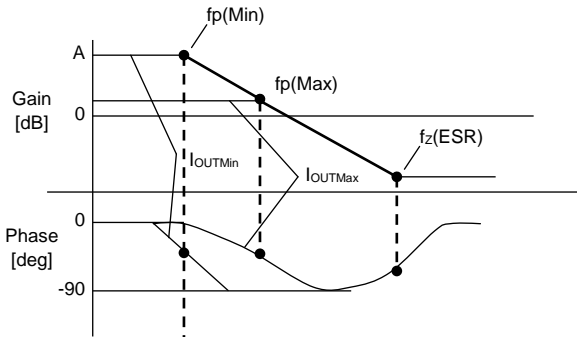 fp(Min)
A
fp(Max)
Gain
[dB]
0
fZ(ESR)
IOUTMin
IOUTMax
0
Phase
[deg]
-90